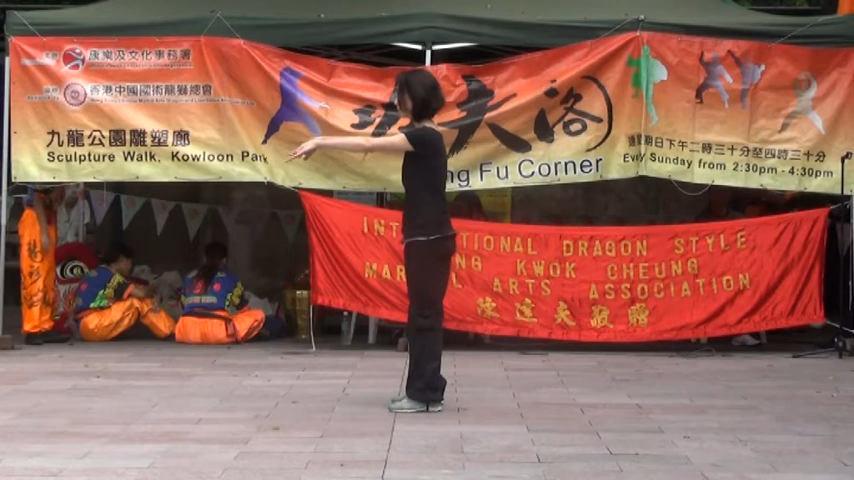 康樂及文化事務署
香港中國國術龍獅總會
九龍公園雕塑廊
Sculpture Walk, Kowloon Park
功夫閣
ng Fu Corner
逢星期日下午二時三十分至四時三十分
Every Sunday from 2:30pm - 4:30pm
INT TIONAL DRAGON STYLE
NG KWOK CHEUNG
MAR L ARTS ASSOCIATION